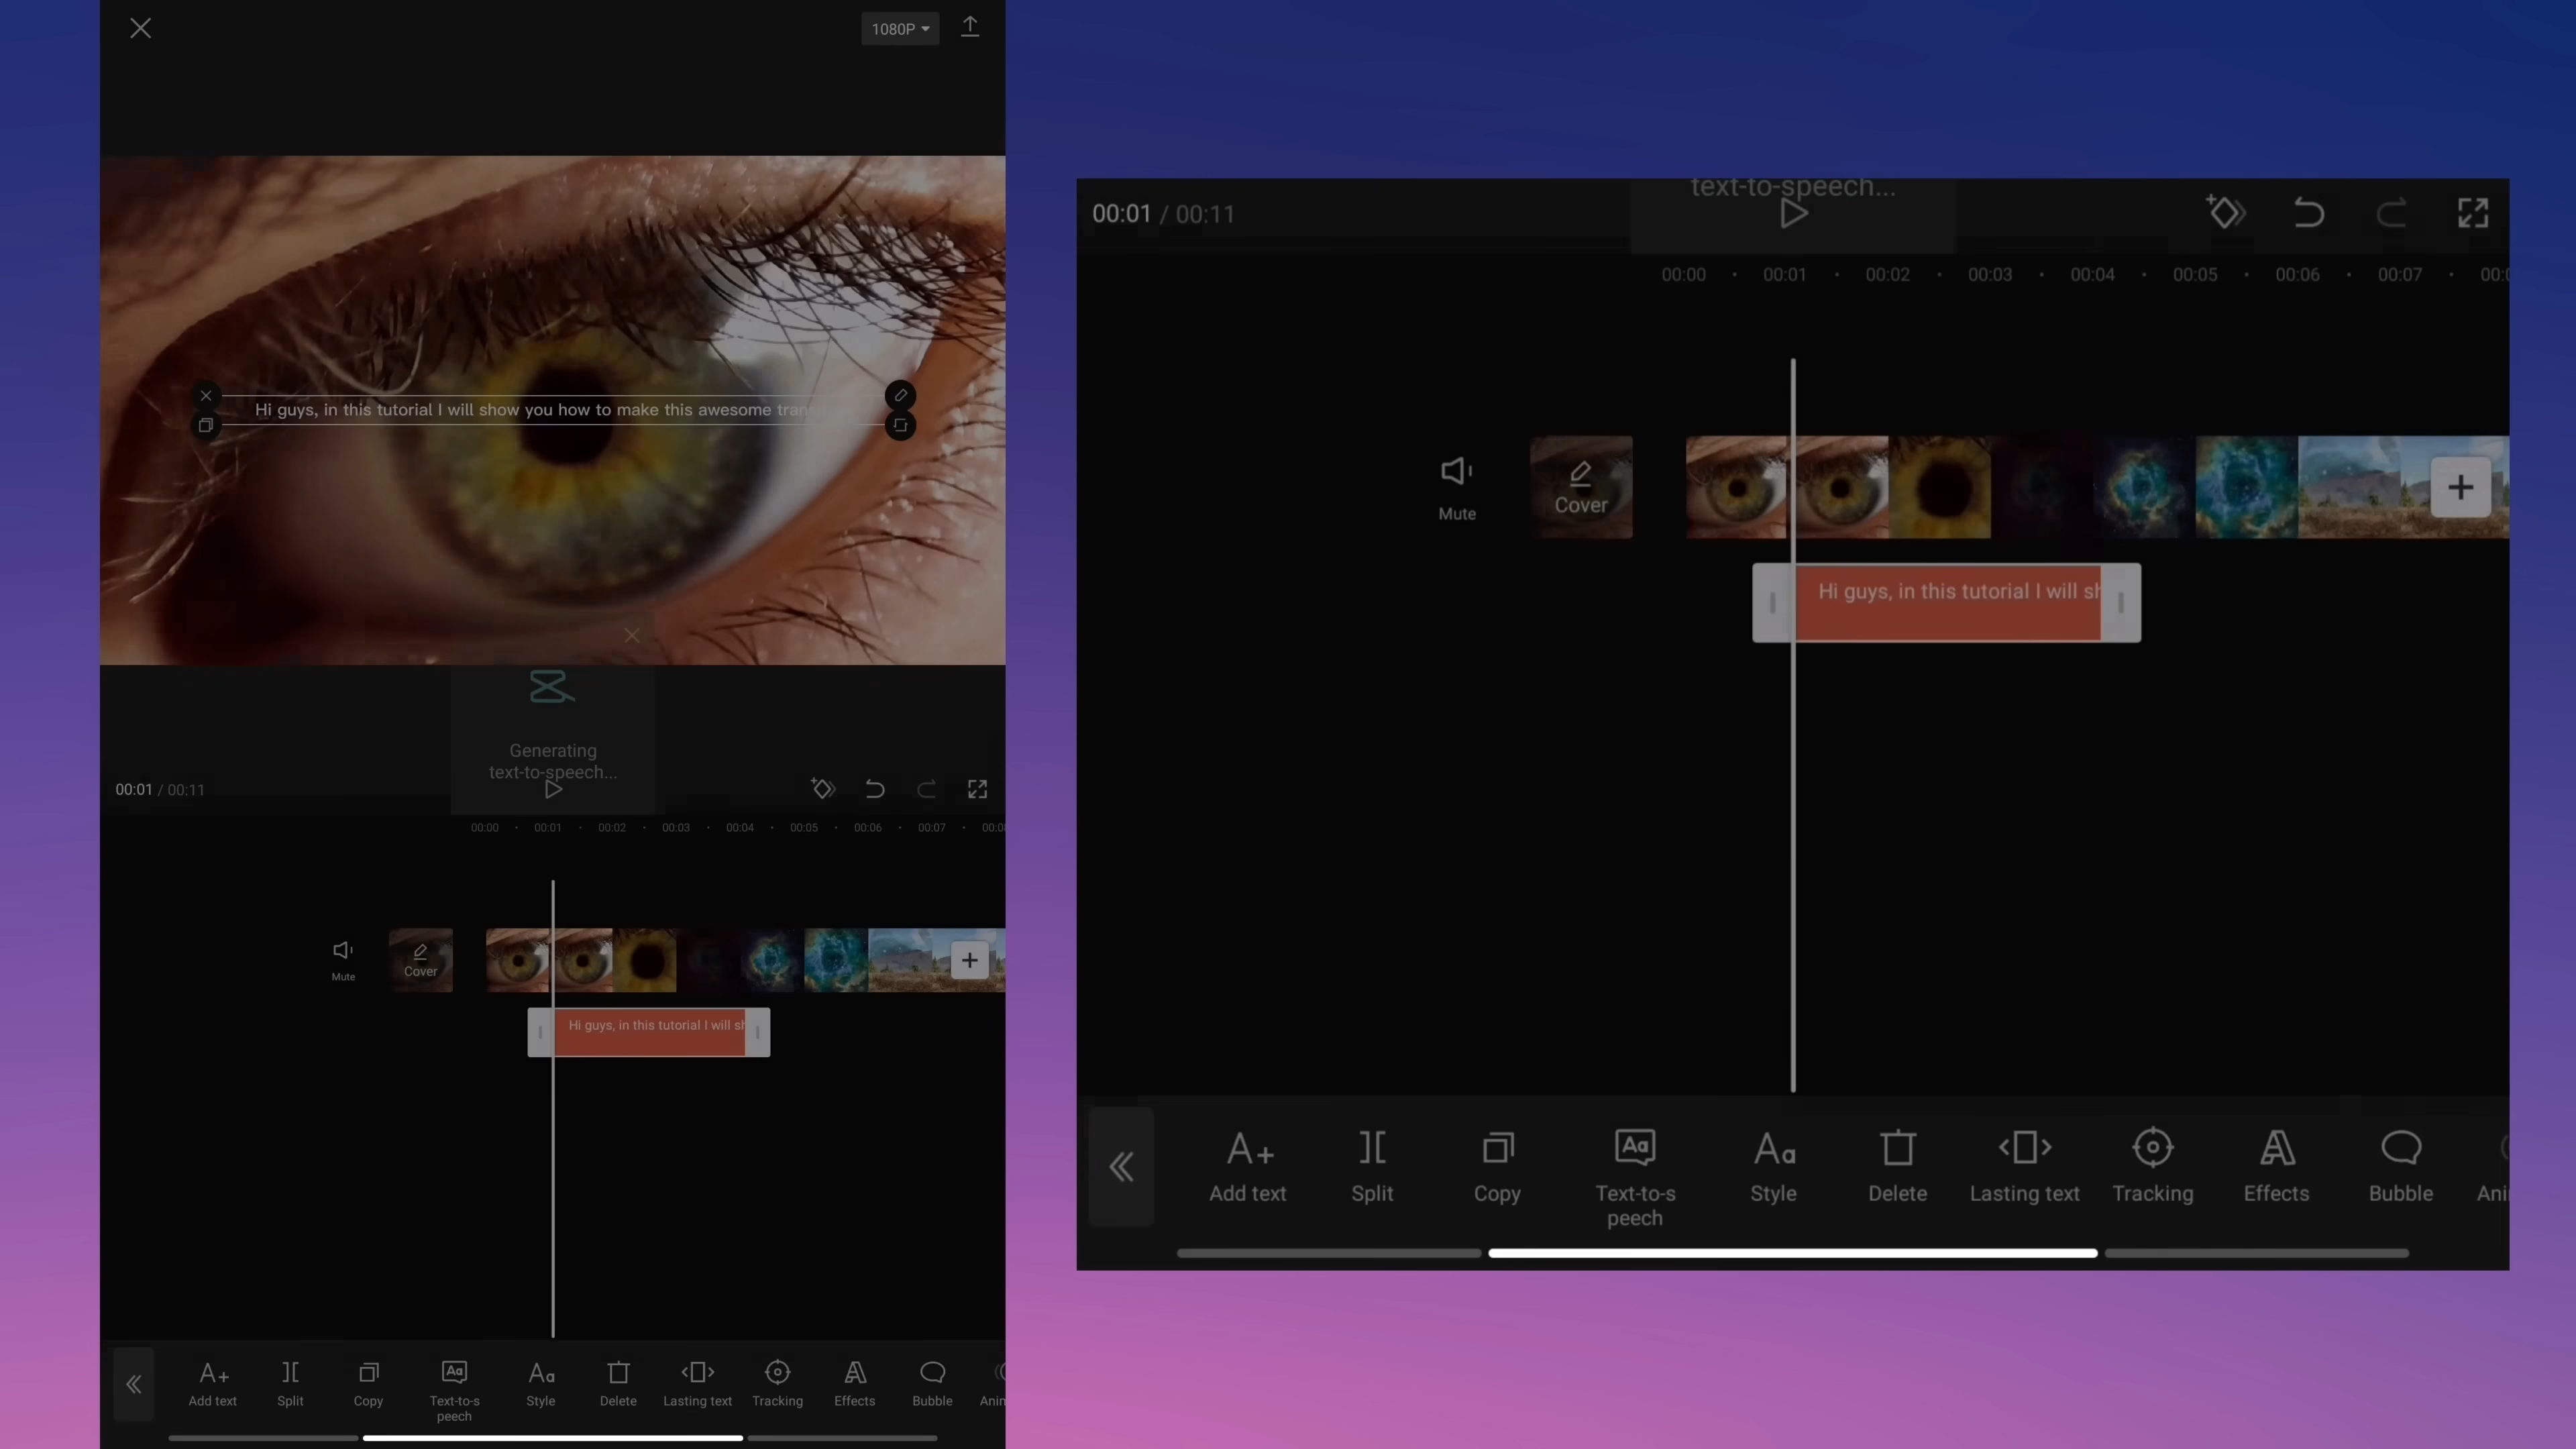 1080P
Hi guys, in this tutorial I will show you how to make this awesome
Generating
text-to-speech...
00:01 / 00:11
00:00 00:01 00:02 00:03 00:04 00:05 00:06 00:07
Mute
Cover
Hi guys, in this tutorial I will sh
Add text
Split
Copy
Text-to-s
peech
Style
Delete
Lasting text
Tracking
Effects
Bubble
Anin
text-to-speech...
00:01 / 00:11
00:00 00:01 00:02 00:03 00:04 00:05 00:06 00:07
Mute
Cover
Hi guys, in this tutorial I will sh
Add text
Split
Copy
Text-to-s
peech
Style
Delete
Lasting text
Tracking
Effects
Bubble
Ani